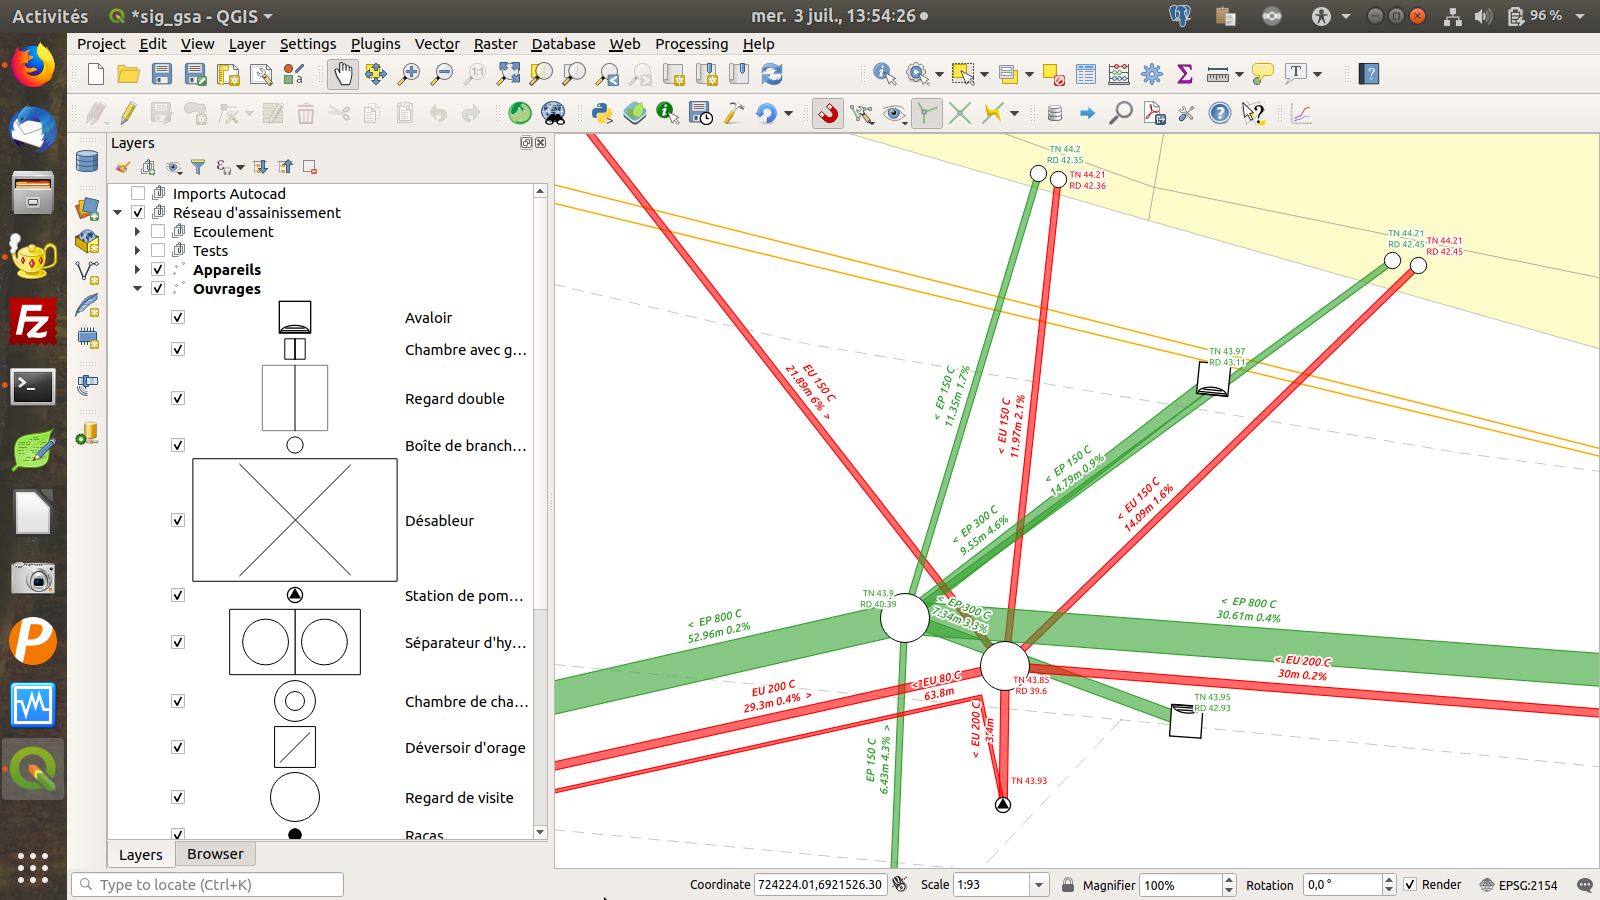 Activités
*sig_gsa - QGIS
mer. 3 juil., 13:54:26
96 %
Project Edit View Layer Settings Plugins Vector Raster Database Web Processing Help
Layers
Imports Autocad
Réseau d'assainissement
Ecoulement
Tests
Appareils
Ouvrages
Avaloir
Chambre avec g…
Regard double
Boîte de branch…
Désableur
Station de pom…
Séparateur d'hy…
Chambre de cha…
Déversoir d'orage
Regard de visite
Racas
Layers Browser
TN 44.2
RD 42.35
TN 44.21
RD 42.36
TN 44.21
RD 42.45
TN 44.21
RD 42.45
TN 43.97
RD 43.11
EU 150 C
21.89m 6% >
< EP 150 C
11.35m 1.7%
< EU 150 C
11.97m 2.1%
< EP 150 C
14.79m 0.9%
< EU 150 C
14.09m 1.6%
< EP 300 C
9.55m 4.6%
TN 43.9
RD 40.39
< EP 300 C
7.34m 3.3%
< EP 800 C
52.96m 0.2%
< EP 800 C
30.61m 0.4%
< EU 200 C
30m 0.2%
TN 43.85
RD 39.6
EU 200 C
29.3m 0.4% >
< EU 80 C
63.8m
TN 43.95
RD 42.93
< EU 200 C
3.4m
EP 150 C
6.43m 4.3% >
TN 43.93
Type to locate (Ctrl+K)
Coordinate 724224.01,6921526.30
Scale 1:93
Magnifier 100%
Rotation 0,0 °
Render
EPSG:2154